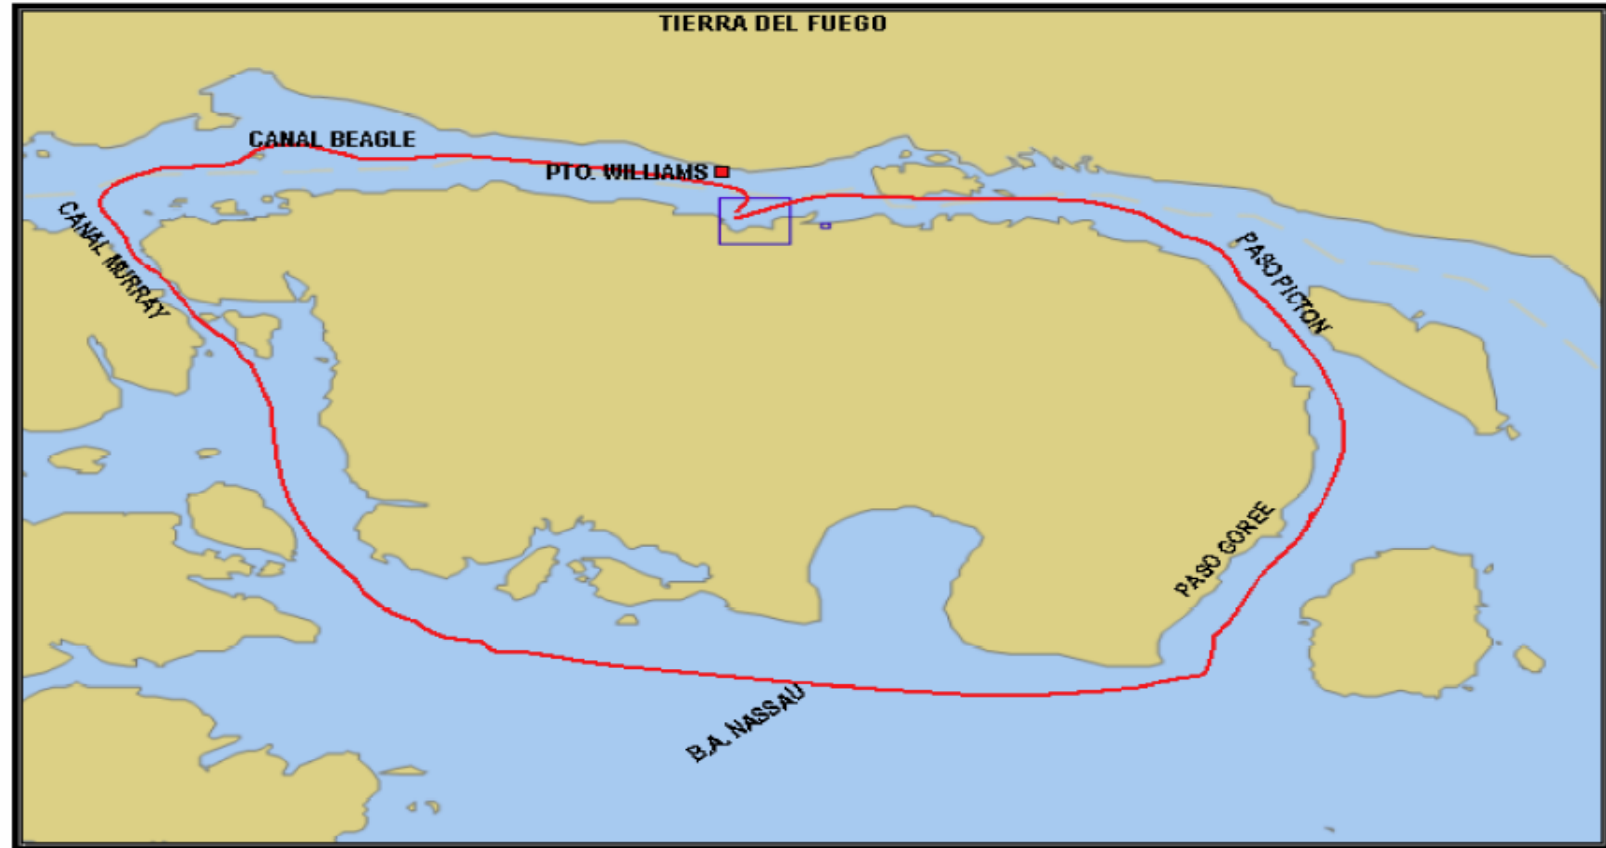 TIERRA DEL FUEGO
CANAL BEAGLE
PTO. WILLIAMS
CANAL MURRAY
PASO PICTON
PASO GOREE
B.A. NASSAU